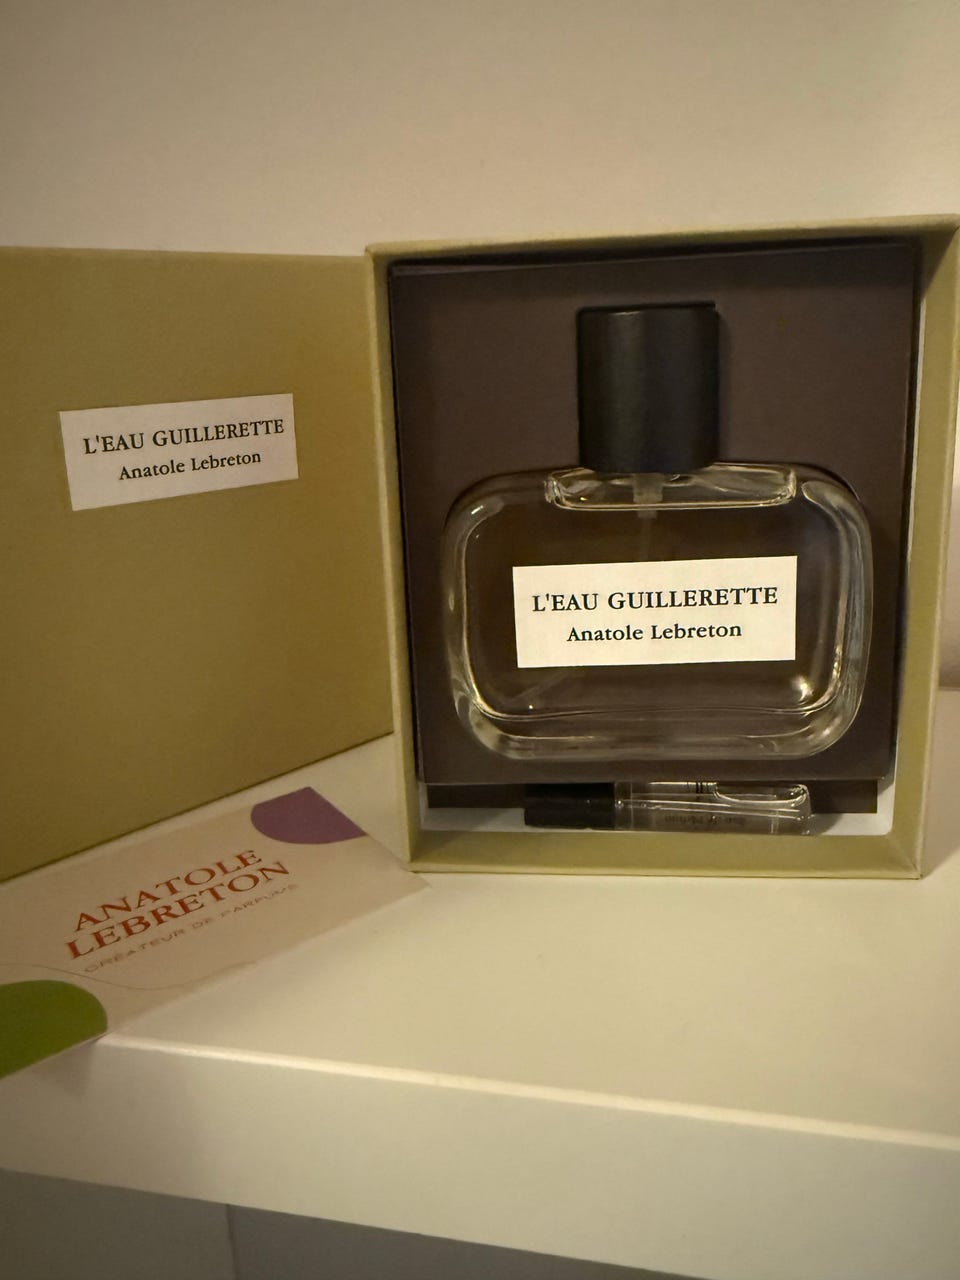 L'EAU GUILLERETTE
Anatole Lebreton
L'EAU GUILLERETTE
Anatole Lebreton
ANATOLE
LEBRETON
CRÉATEUR DE PARFUMS